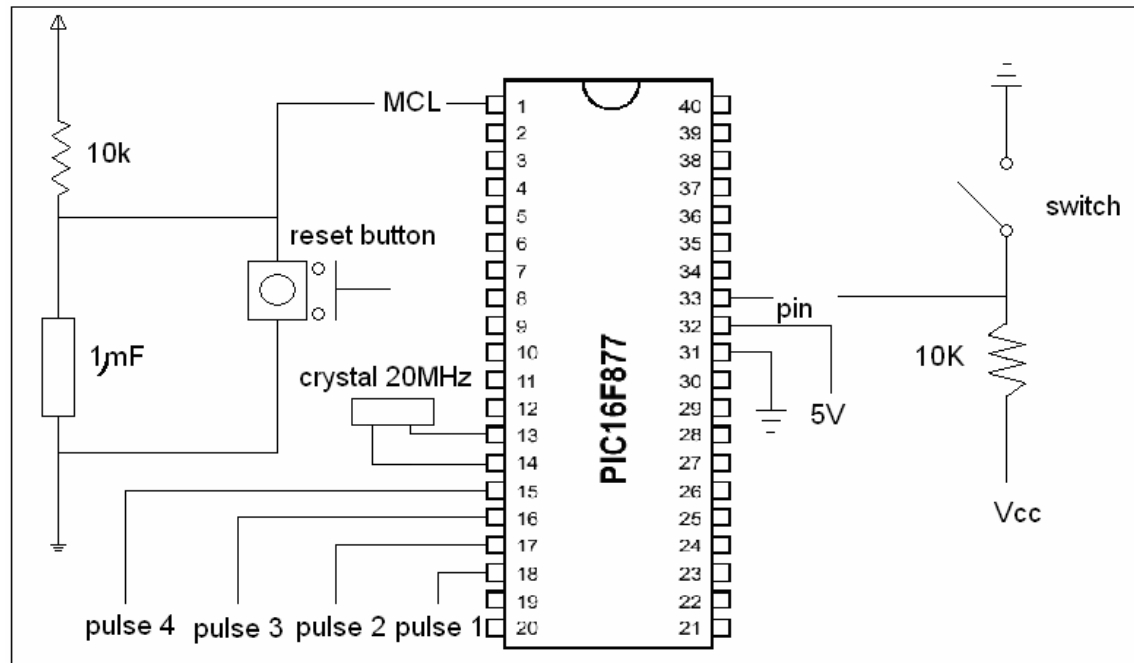 MCL
10k
reset button
1mF
crystal 20MHz
pulse 4
pulse 3
pulse 2
pulse 1
PIC16F877
1
2
3
4
5
6
7
8
9
10
11
12
13
14
15
16
17
18
19
20
40
39
38
37
36
35
34
33
32
31
30
29
28
27
26
25
24
23
22
21
switch
pin
10K
5V
Vcc